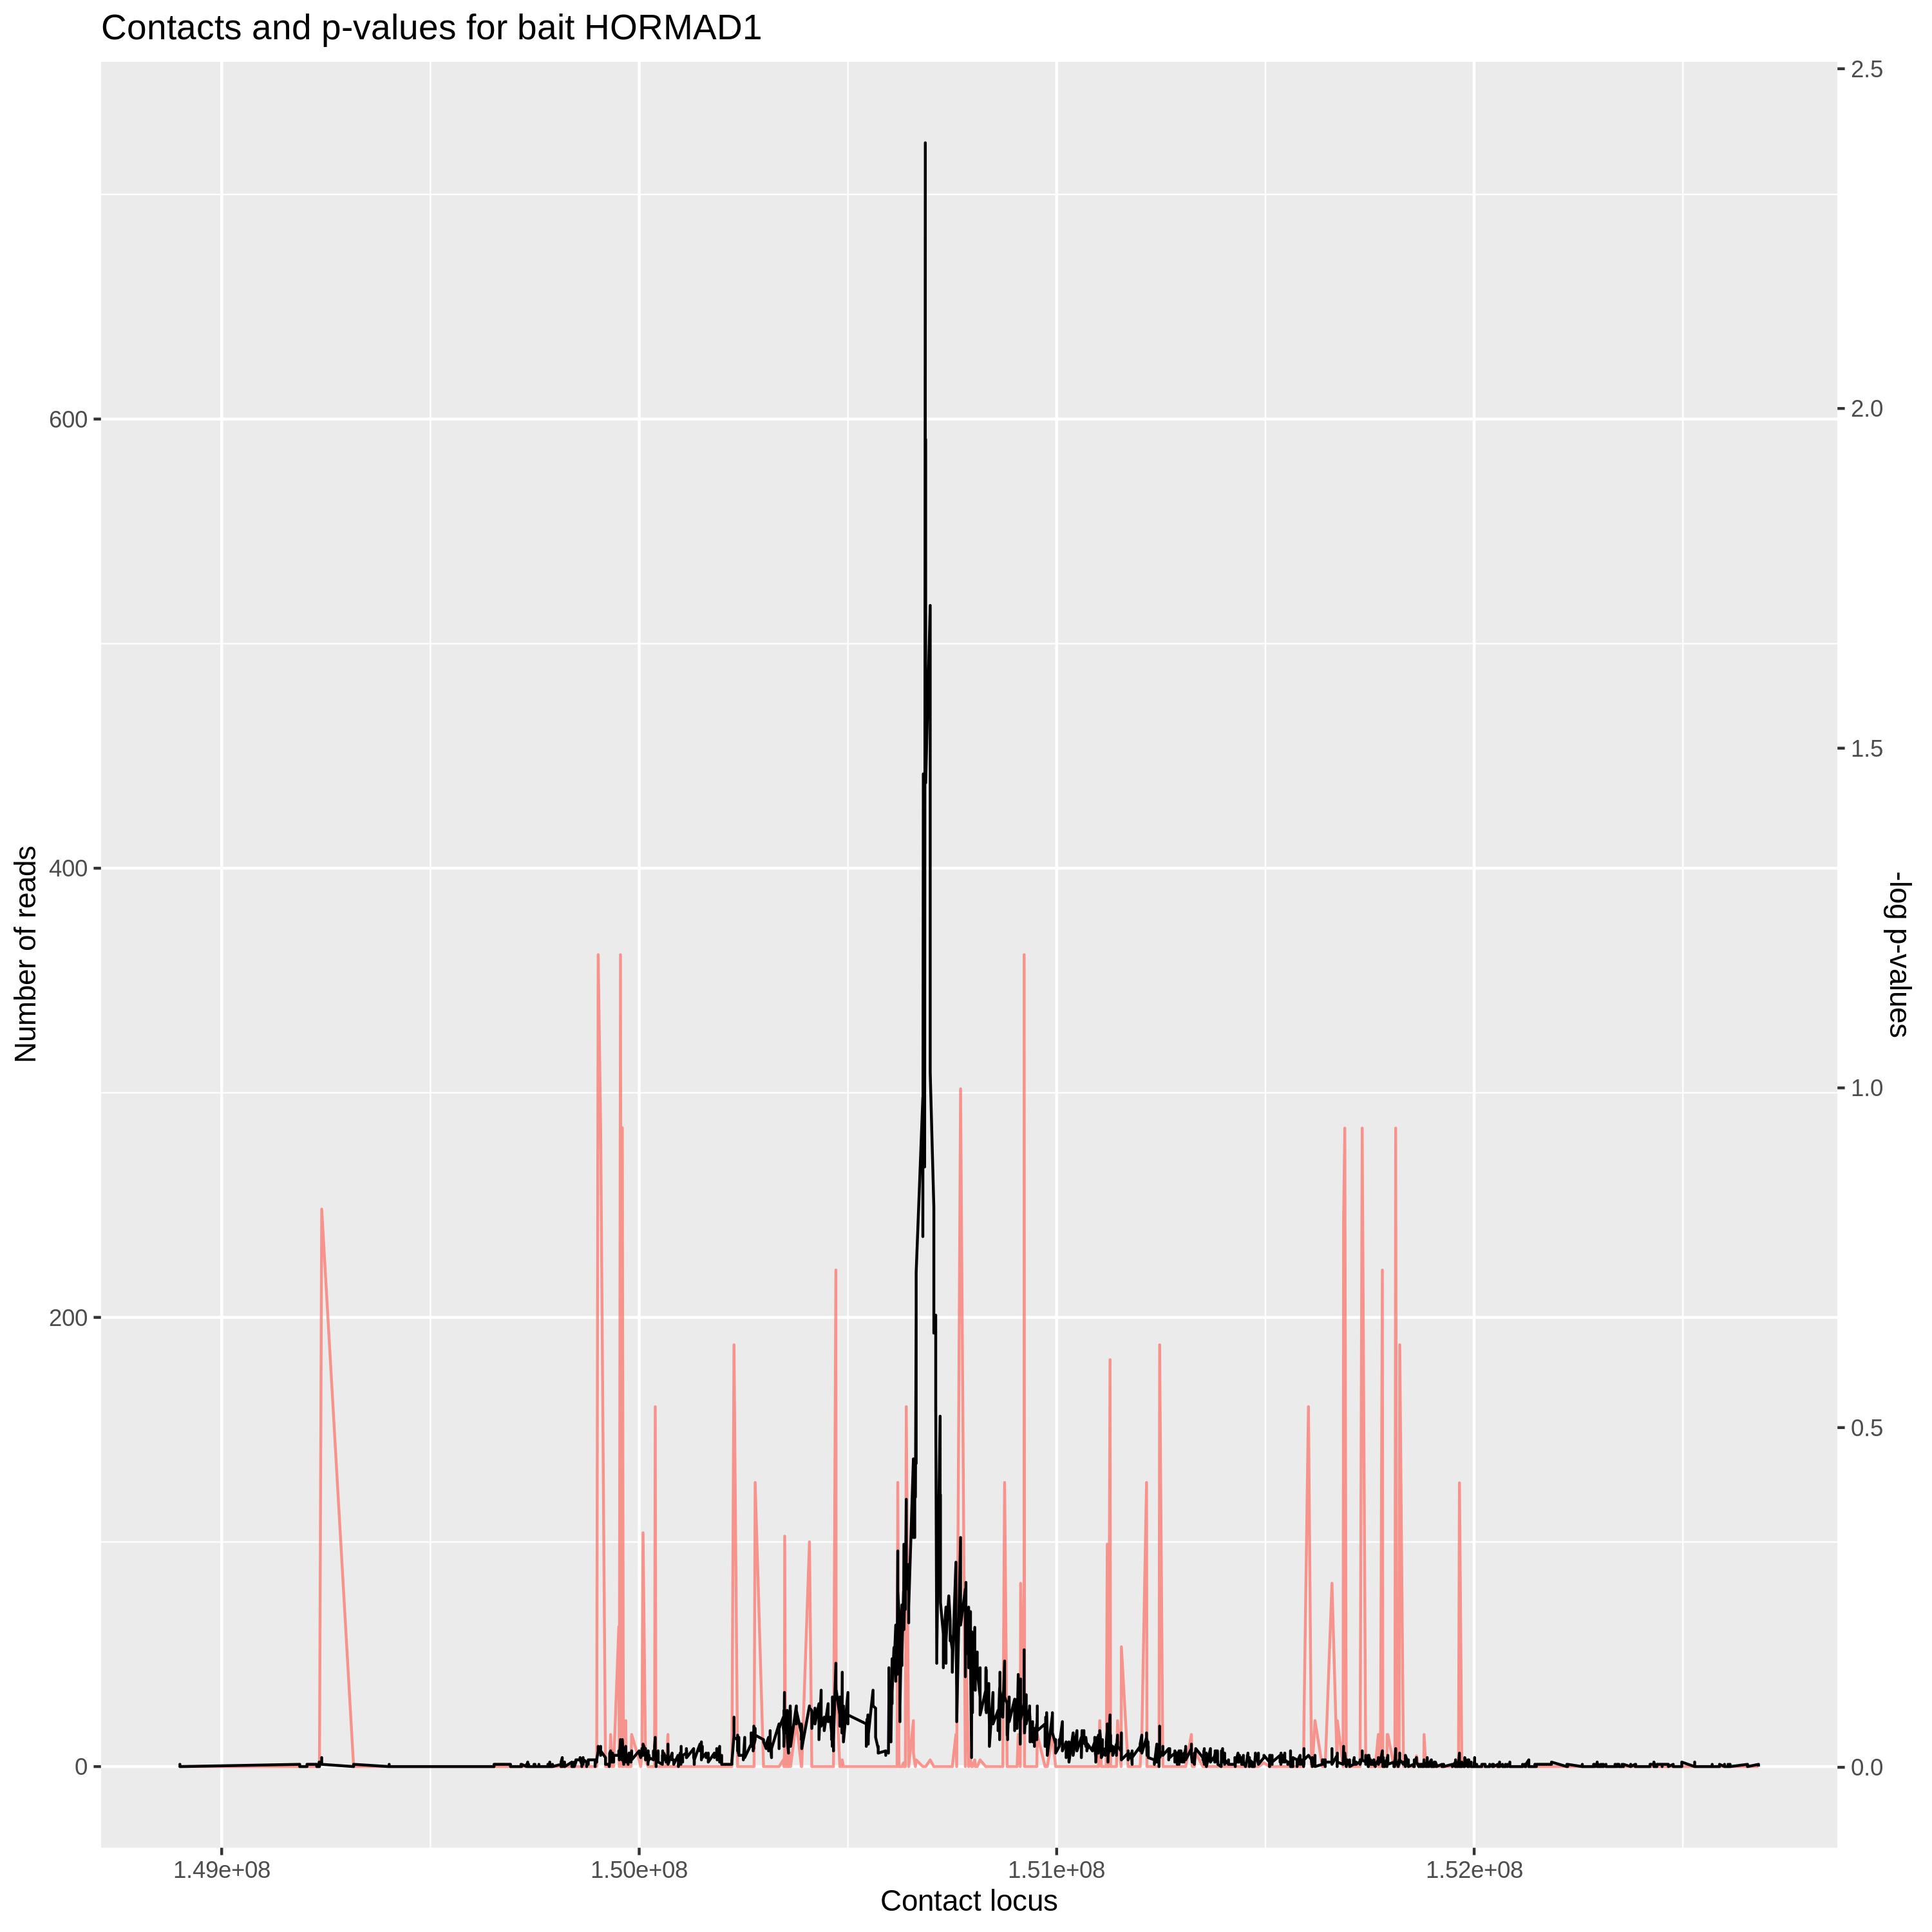 Contacts and p-values for bait HORMAD1
2.5
2.0
1.5
1.0
0.5
0.0
600
400
200
0
Number of reads
-log p-values
1.49e+08
1.50e+08
1.51e+08
1.52e+08
Contact locus